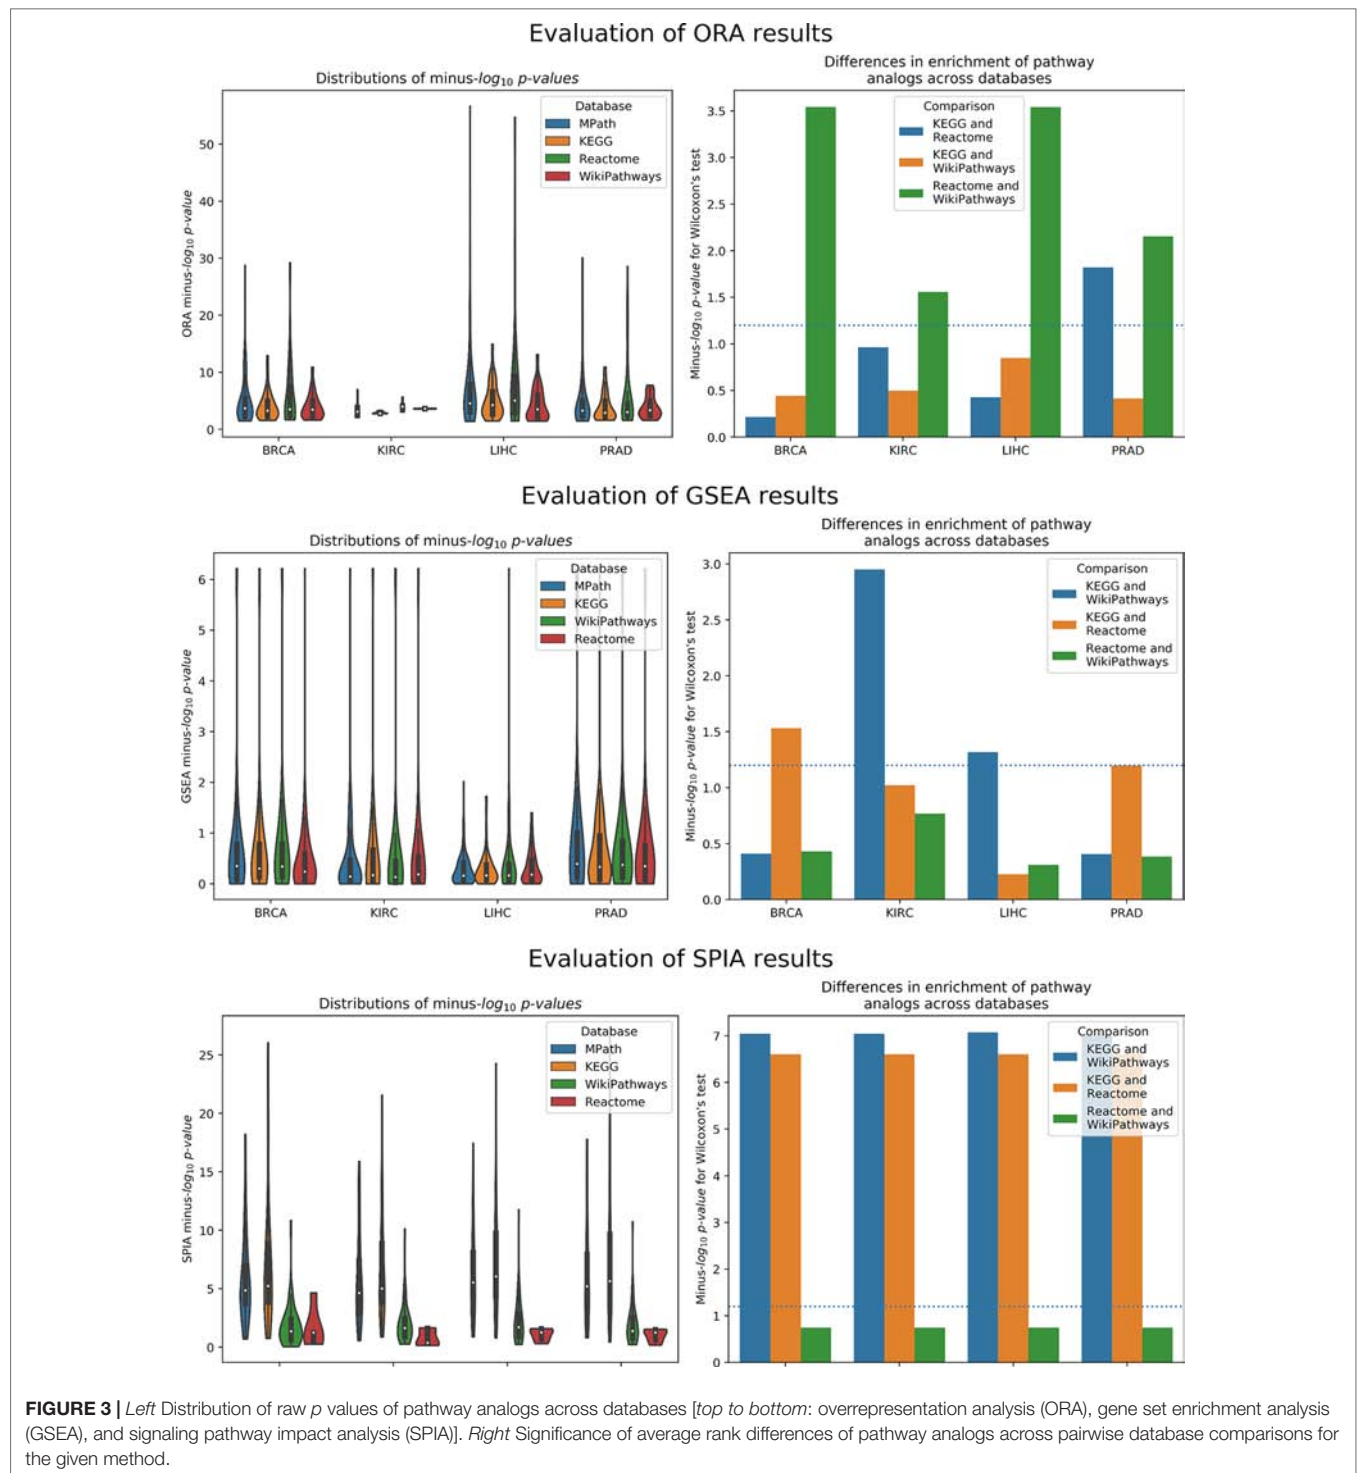 Evaluation of ORA results
Distributions of minus-log10 p-values
ORA minus-log10 p-value
50
40
30
20
10
0
Database
MPath
KEGG
Reactome
WikiPathways
BRCA KIRC LIHC PRAD
Differences in enrichment of pathway
analogs across databases
Minus-log10 p-value for Wilcoxon's test
3.5
3.0
2.5
2.0
1.5
1.0
0.5
0.0
Comparison
KEGG and
Reactome
KEGG and
WikiPathways
Reactome and
WikiPathways
BRCA KIRC LIHC PRAD
Evaluation of GSEA results
Distributions of minus-log10 p-values
GSEA minus-log10 p-value
6
5
4
3
2
1
0
Database
MPath
KEGG
WikiPathways
Reactome
BRCA KIRC LIHC PRAD
Differences in enrichment of pathway
analogs across databases
Minus-log10 p-value for Wilcoxon's test
3.0
2.5
2.0
1.5
1.0
0.5
0.0
Comparison
KEGG and
WikiPathways
KEGG and
Reactome
Reactome and
WikiPathways
BRCA KIRC LIHC PRAD
Evaluation of SPIA results
Distributions of minus-log10 p-values
SPIA minus-log10 p-value
25
20
15
10
5
0
Database
MPath
KEGG
WikiPathways
Reactome
Differences in enrichment of pathway
analogs across databases
Minus-log10 p-value for Wilcoxon's test
7
6
5
4
3
2
1
0
Comparison
KEGG and
WikiPathways
KEGG and
Reactome
Reactome and
WikiPathways
FIGURE 3 | Left Distribution of raw p values of pathway analogs across databases [top to bottom: overrepresentation analysis (ORA), gene set enrichment analysis
(GSEA), and signaling pathway impact analysis (SPIA)]. Right Significance of average rank differences of pathway analogs across pairwise database comparisons for
the given method.